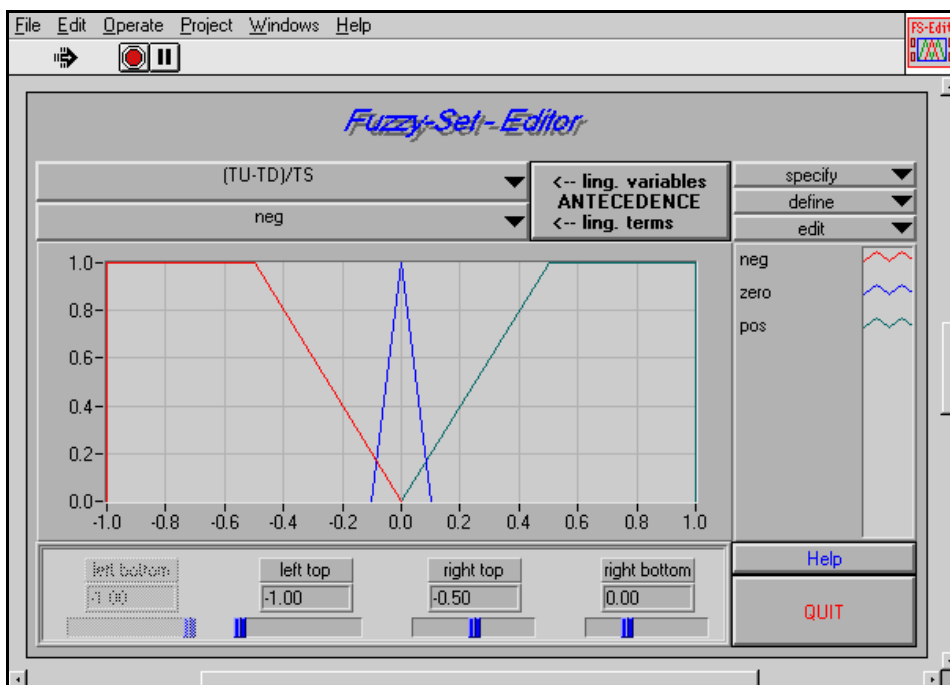 File Edit Operate Project Windows Help
FS-Edit
Fuzzy-Set-Editor
(TU-TD)/TS
neg
<-- ling. variables
ANTECEDENCE
<-- ling. terms
specify
define
edit
neg
zero
pos
1.0
0.8
0.6
0.4
0.2
0.0
-1.0 -0.8 -0.6 -0.4 -0.2 0.0 0.2 0.4 0.6 0.8 1.0
left bottom left top right top right bottom
-1.00 -1.00 -0.50 0.00
Help
QUIT